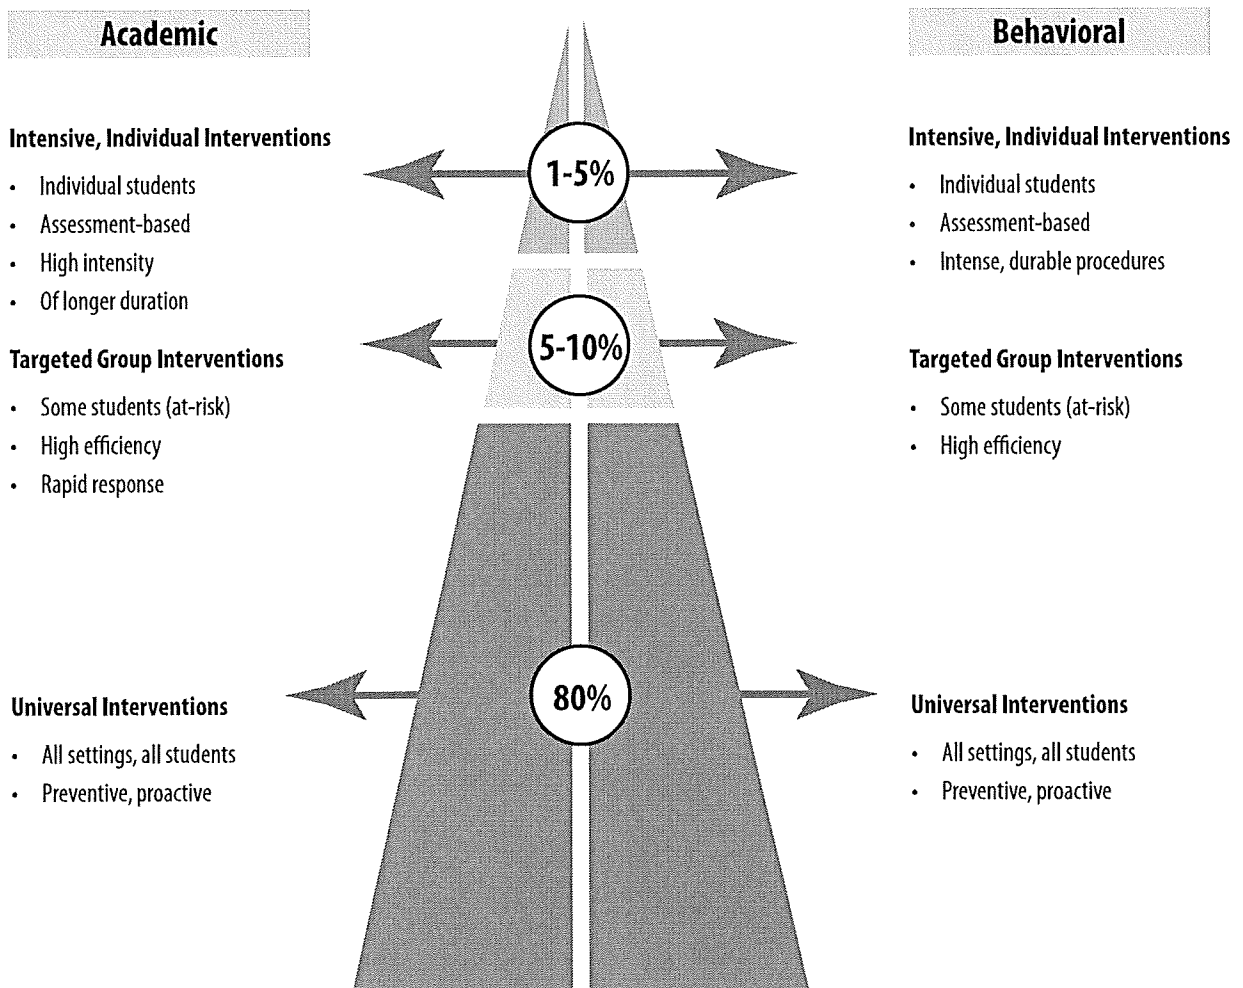 Academic
Intensive, Individual Interventions
• Individual students
• Assessment-based
• High intensity
• Of longer duration
Targeted Group Interventions
• Some students (at-risk)
• High efficiency
• Rapid response
Universal Interventions
• All settings, all students
• Preventive, proactive
1-5%
5-10%
80%
Behavioral
Intensive, Individual Interventions
• Individual students
• Assessment-based
• Intense, durable procedures
Targeted Group Interventions
• Some students (at-risk)
• High efficiency
Universal Interventions
• All settings, all students
• Preventive, proactive